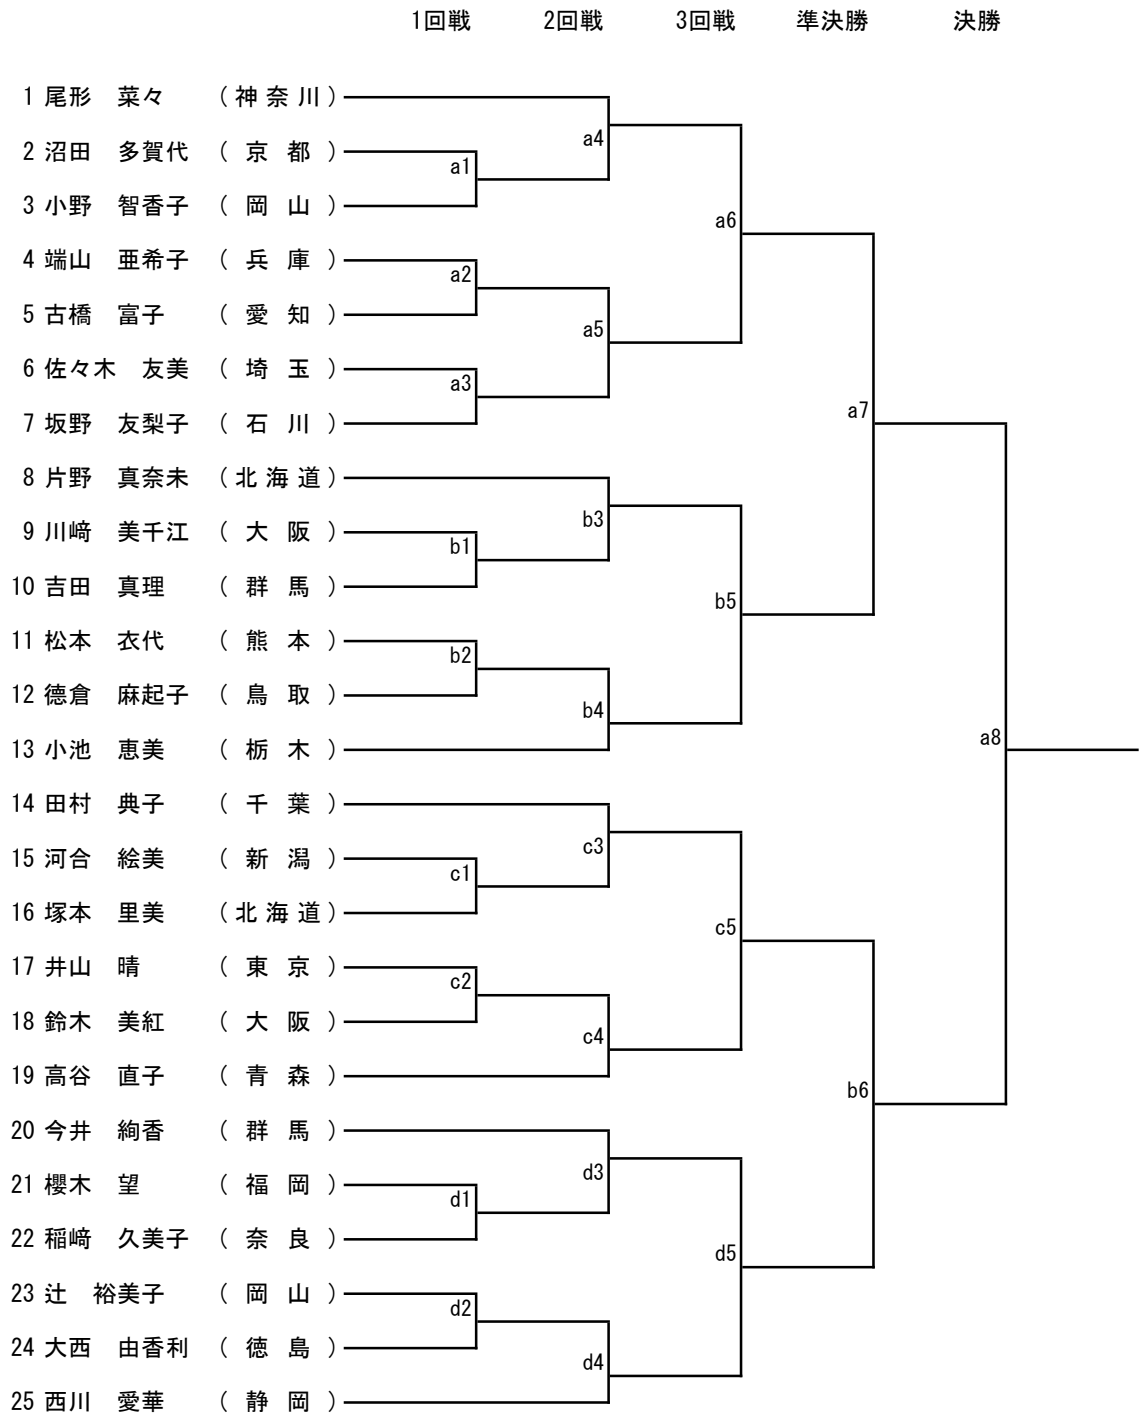 1回戦 2回戦 3回戦 準決勝 決勝
1 尾形 菜々 (神奈川)
a4
2 沼田 多賀代 (京都)
a1
3 小野 智香子 (岡山)
a6
4 端山 亜希子 (兵庫)
a2
5 古橋 富子 (愛知)
a5
6 佐々木 友美 (埼玉)
a3
a7
7 坂野 友梨子 (石川)
8 片野 真奈未 (北海道)
b3
9 川﨑 美千江 (大阪)
b1
10 吉田 真理 (群馬)
b5
11 松本 衣代 (熊本)
b2
12 德倉 麻起子 (鳥取)
b4
a8
13 小池 恵美 (栃木)
14 田村 典子 (千葉)
c3
15 河合 絵美 (新潟)
c1
16 塚本 里美 (北海道)
c5
17 井山 晴 (東京)
c2
18 鈴木 美紅 (大阪)
c4
19 高谷 直子 (青森)
b6
20 今井 絢香 (群馬)
d3
21 櫻木 望 (福岡)
d1
22 稲﨑 久美子 (奈良)
d5
23 辻 裕美子 (岡山)
d2
24 大西 由香利 (徳島)
d4
25 西川 愛華 (静岡)